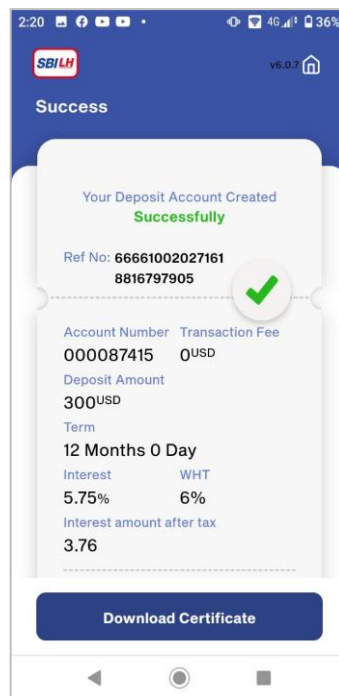 2:20 4G 36%
SBI LH
v6.0.7
Success
Your Deposit Account Created
Successfully
Ref No: 66661002027161
8816797905
Account Number Transaction Fee
000087415 0USD
Deposit Amount
300USD
Term
12 Months 0 Day
Interest WHT
5.75% 6%
Interest amount after tax
3.76
Download Certificate